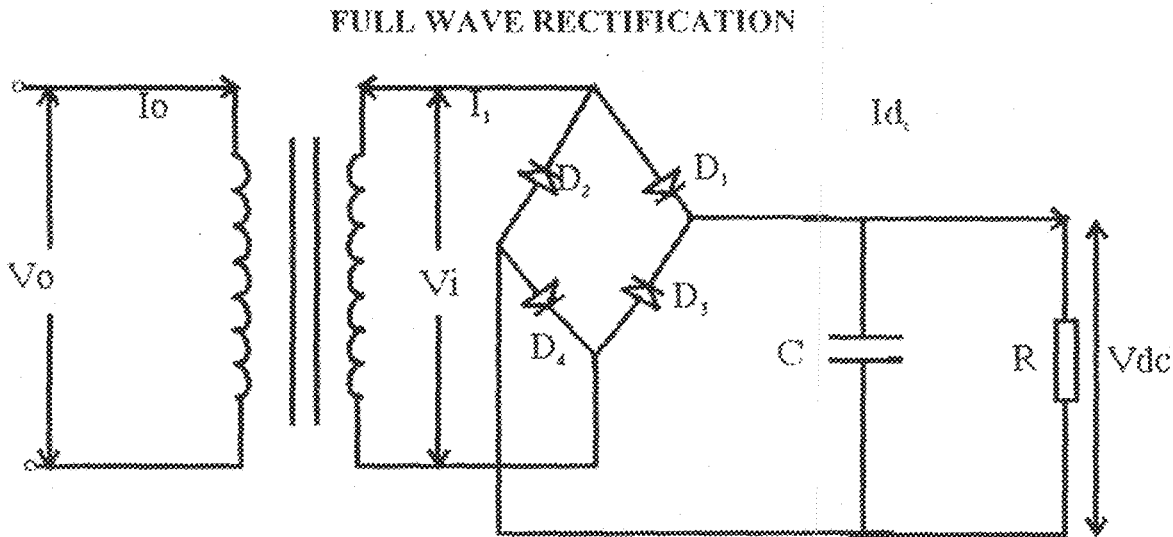 FULL WAVE RECTIFICATION
Io
I₁
Id
D₂
D₁
Vo
Vi
D₃
D₄
C
R
Vdc